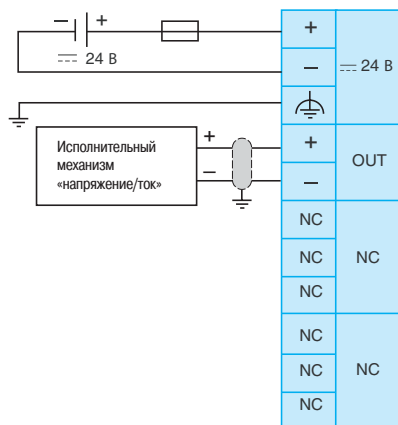 − +
⎓ 24 В
+
−
⎓ 24 В
Исполнительный
механизм
«напряжение/ток»
+
−
+
−
OUT
NC
NC
NC
NC
NC
NC
NC
NC